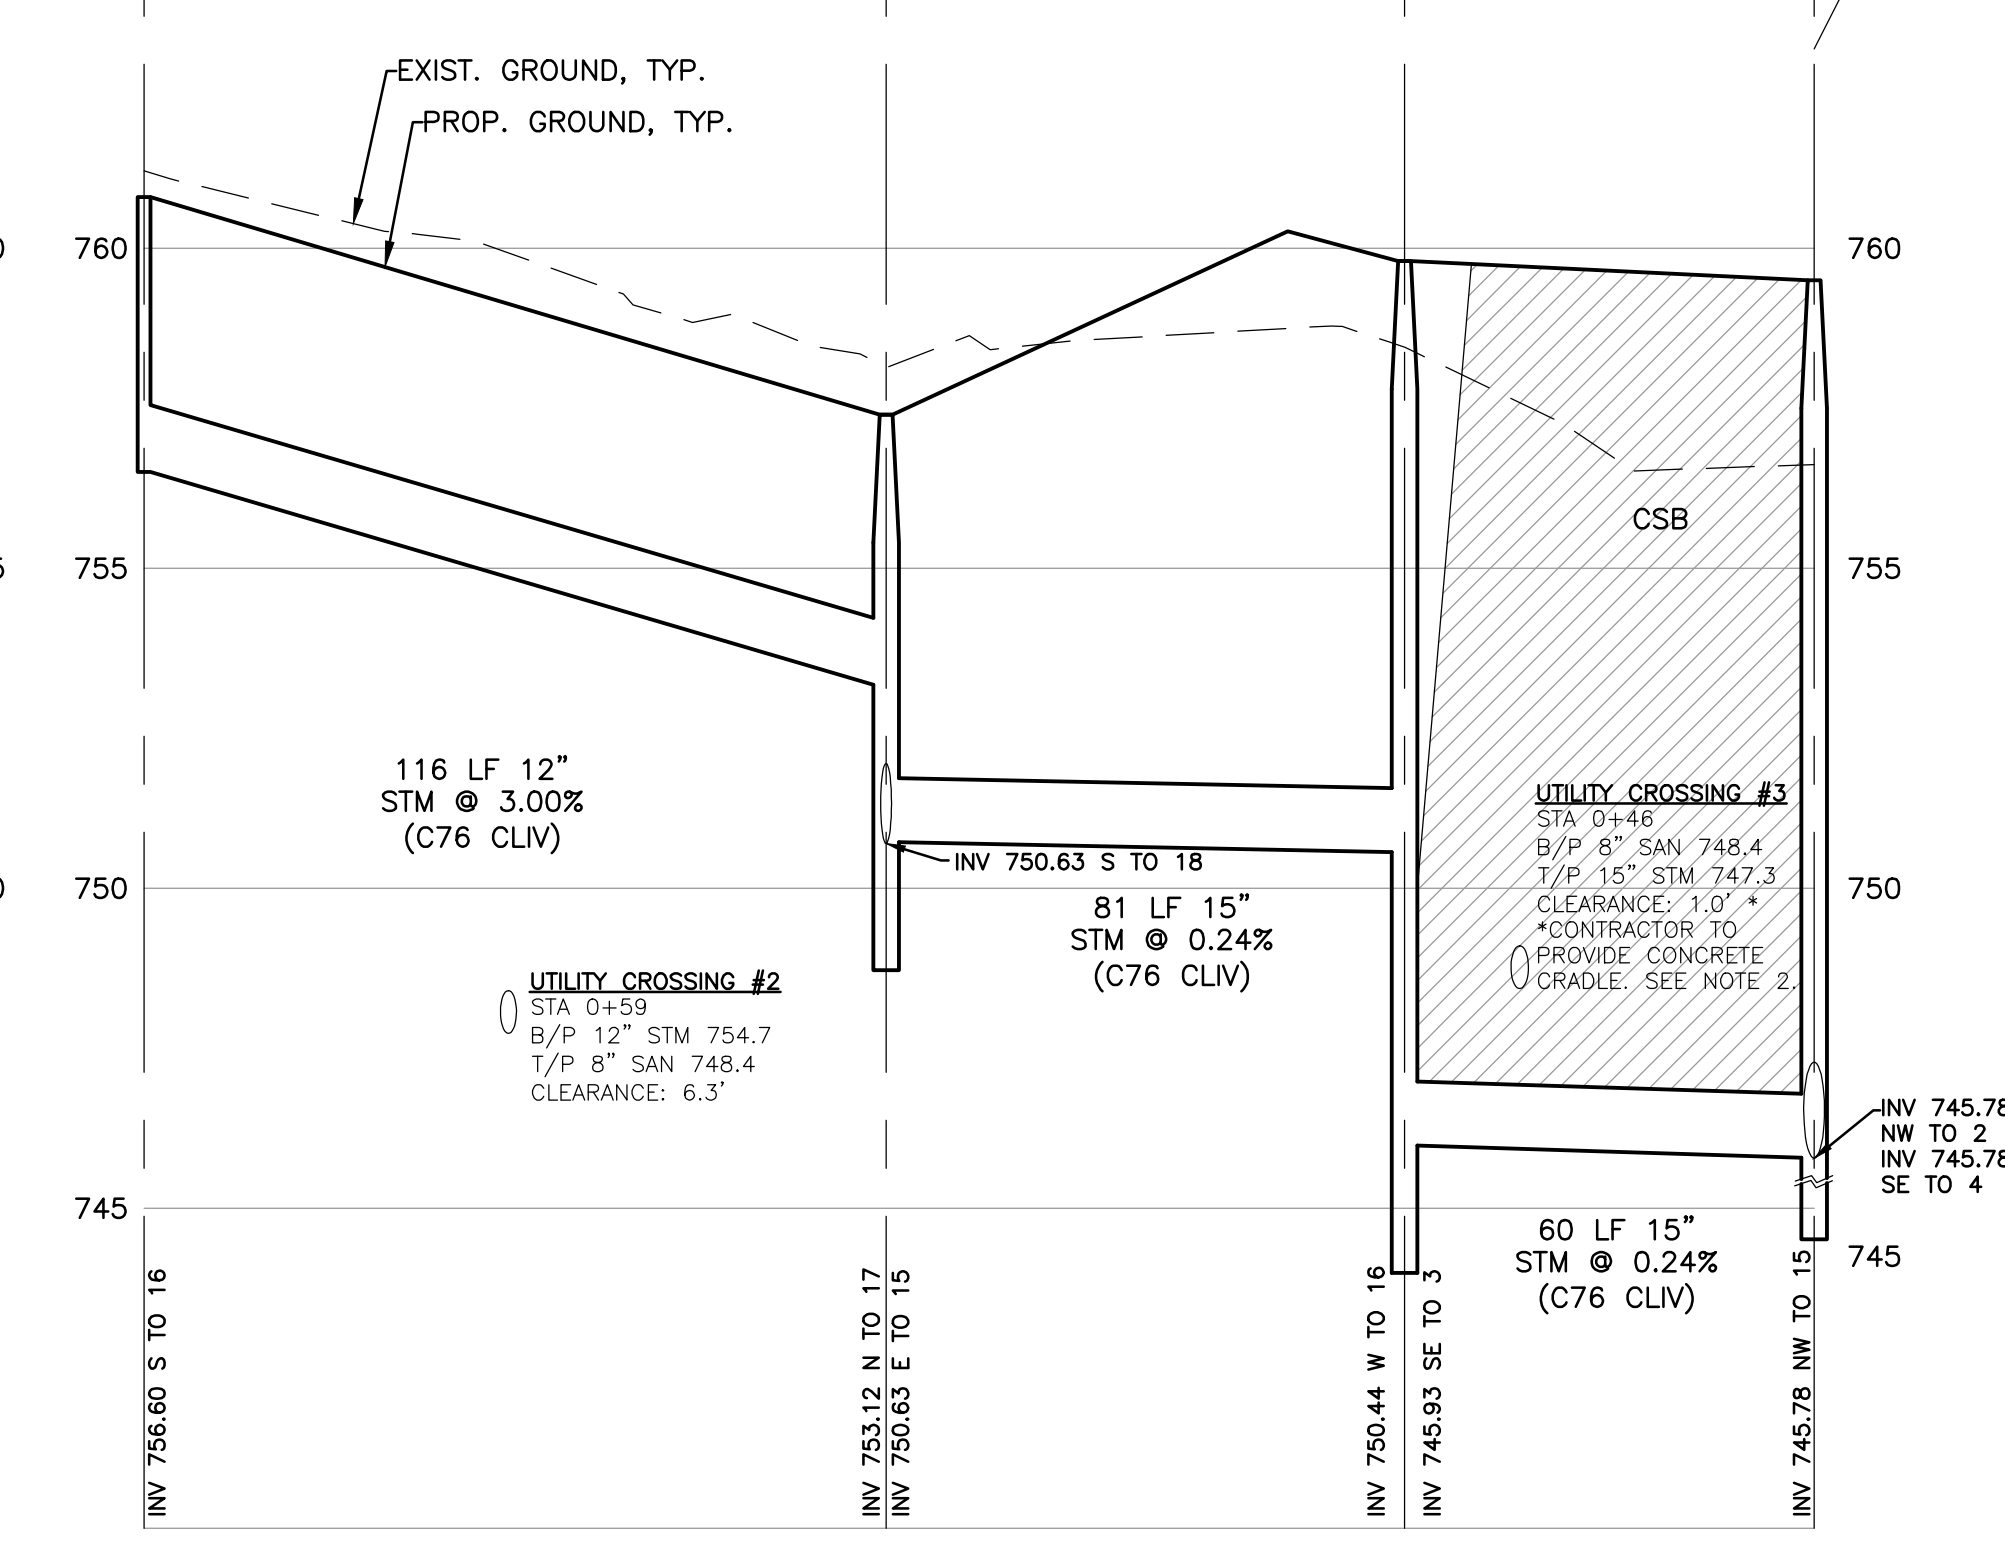 EXIST. GROUND, TYP.
PROP. GROUND, TYP.
760
760
755
755
750
750
745
745
CSB
116 LF 12”
STM @ 3.00%
(C76 CLIV)
INV 750.63 S TO 18
81 LF 15”
STM @ 0.24%
(C76 CLIV)
UTILITY CROSSING #2
STA 0+59
B/P 12” STM 754.7
T/P 8” SAN 748.4
CLEARANCE: 6.3’
UTILITY CROSSING #3
STA 0+46
B/P 8” SAN 748.4
T/P 15” STM 747.3
CLEARANCE: 1.0’ *
*CONTRACTOR TO
PROVIDE CONCRETE
CRADLE. SEE NOTE 2.
INV 745.78
NW TO 2
INV 745.78
SE TO 4
60 LF 15”
STM @ 0.24%
(C76 CLIV)
INV 756.60 S TO 16
INV 753.12 N TO 17
INV 750.63 E TO 15
INV 750.44 W TO 16
INV 745.93 SE TO 3
INV 745.78 NW TO 15